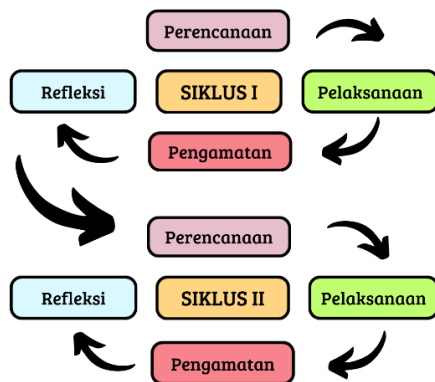 Perencanaan
Refleksi
SIKLUS I
Pelaksanaan
Pengamatan
Perencanaan
Refleksi
SIKLUS II
Pelaksanaan
Pengamatan